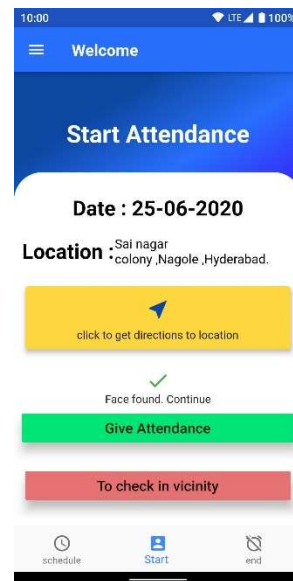 10:00 LTE 100%
Welcome
Start Attendance
Date : 25-06-2020
Location : Sai nagar
colony ,Nagole ,Hyderabad.
click to get directions to location
Face found. Continue
Give Attendance
To check in vicinity
schedule Start end